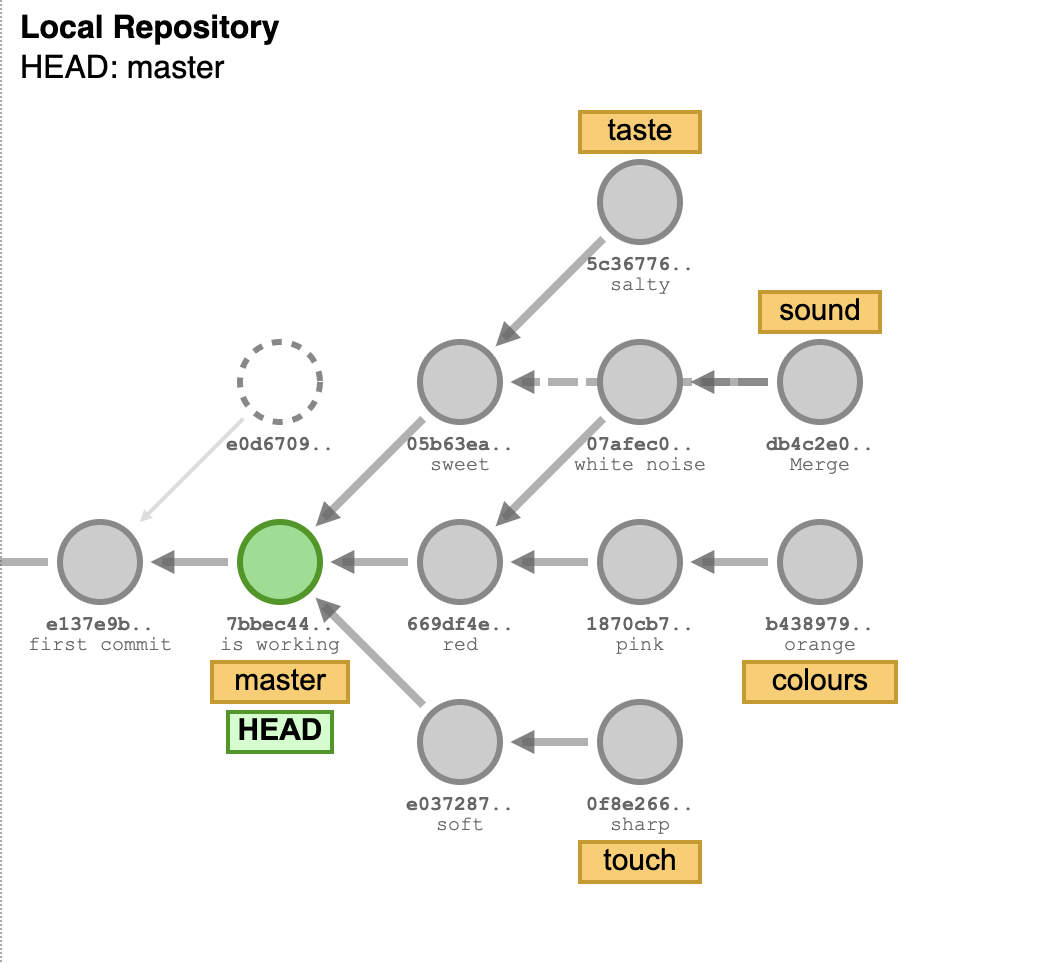 Local Repository
HEAD: master
taste
5c36776..
salty
sound
e0d6709..
05b63ea..
sweet
07afec0..
white noise
db4c2e0..
Merge
e137e9b..
first commit
7bbec44..
is working
master
HEAD
669df4e..
red
1870cb7..
pink
b438979..
orange
colours
e037287..
soft
0f8e266..
sharp
touch